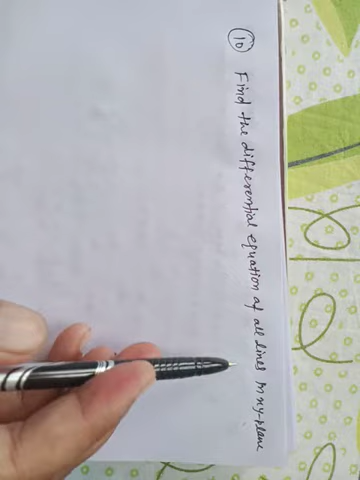 10 Find the differential equation of all lines in xy-plane